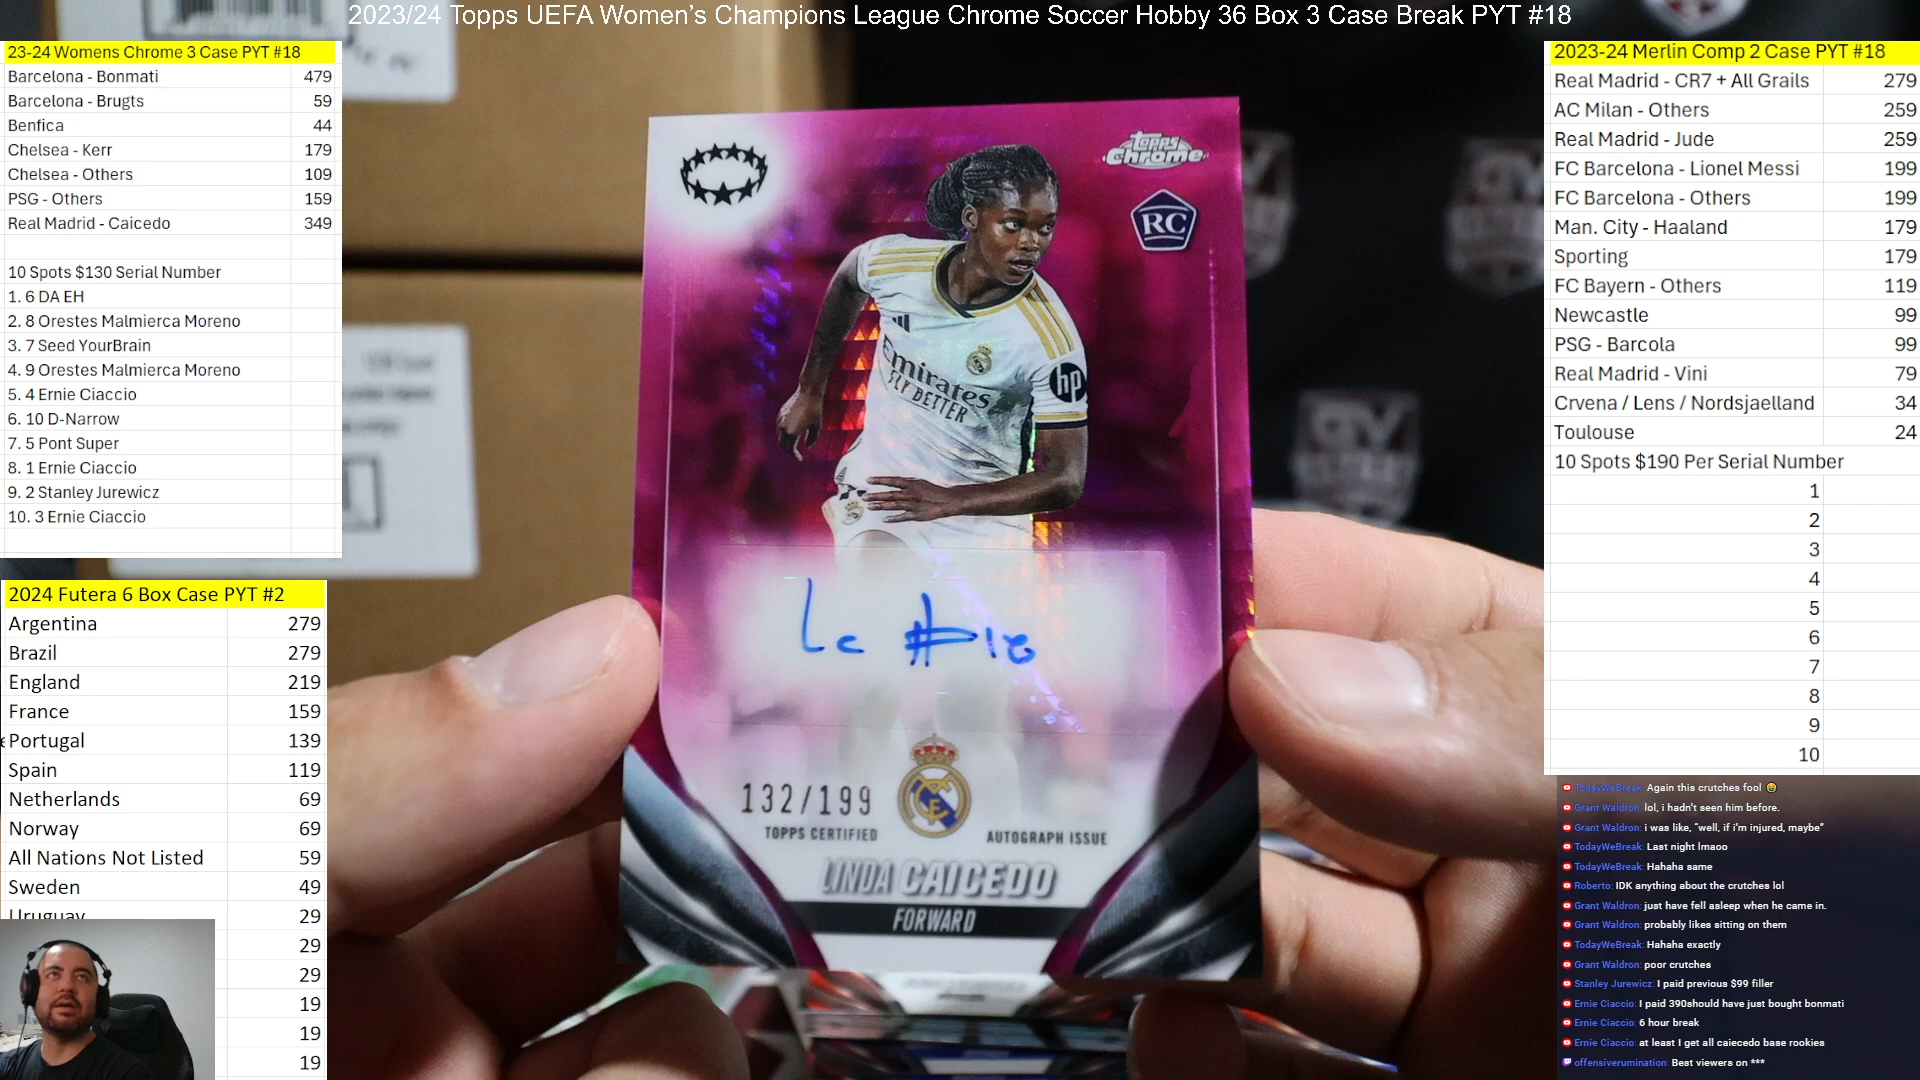 2023/24 Topps UEFA Women’s Champions League Chrome Soccer Hobby 36 Box 3 Case Break PYT #18
23-24 Womens Chrome 3 Case PYT #18
Barcelona - Bonmati 479
Barcelona - Brugts 59
Benfica 44
Chelsea - Kerr 179
Chelsea - Others 109
PSG - Others 159
Real Madrid - Caicedo 349
10 Spots $130 Serial Number
1. 6 DA EH
2. 8 Orestes Malmierca Moreno
3. 7 Seed YourBrain
4. 9 Orestes Malmierca Moreno
5. 4 Ernie Ciaccio
6. 10 D-Narrow
7. 5 Pont Super
8. 1 Ernie Ciaccio
9. 2 Stanley Jurewicz
10. 3 Ernie Ciaccio
2024 Futera 6 Box Case PYT #2
Argentina 279
Brazil 279
England 219
France 159
Portugal 139
Spain 119
Netherlands 69
Norway 69
All Nations Not Listed 59
Sweden 49
Uruguay 29
29
29
19
19
19
Topps
Chrome
RC
Emirates
FLY BETTER
hp
132/199
TOPPS CERTIFIED
AUTOGRAPH ISSUE
LINDA CAICEDO
FORWARD
2023-24 Merlin Comp 2 Case PYT #18
Real Madrid - CR7 + All Grails 279
AC Milan - Others 259
Real Madrid - Jude 259
FC Barcelona - Lionel Messi 199
FC Barcelona - Others 199
Man. City - Haaland 179
Sporting 179
FC Bayern - Others 119
Newcastle 99
PSG - Barcola 99
Real Madrid - Vini 79
Crvena / Lens / Nordsjaelland 34
Toulouse 24
10 Spots $190 Per Serial Number
1
2
3
4
5
6
7
8
9
10
TodayWeBreak: Again this crutches fool 😂
Grant Waldron: lol, i hadn’t seen him before.
Grant Waldron: i was like, “well, if i’m injured, maybe”
TodayWeBreak: Last night lmaoo
TodayWeBreak: Hahaha same
Roberto: IDK anything about the crutches lol
Grant Waldron: just have fell asleep when he came in.
Grant Waldron: probably likes sitting on them
TodayWeBreak: Hahaha exactly
Grant Waldron: poor crutches
Stanley Jurewicz: I paid previous $99 filler
Ernie Ciaccio: I paid 390should have just bought bonmati
Ernie Ciaccio: 6 hour break
Ernie Ciaccio: at least I get all caiecedo base rookies
offensiverumination: Best viewers on ***